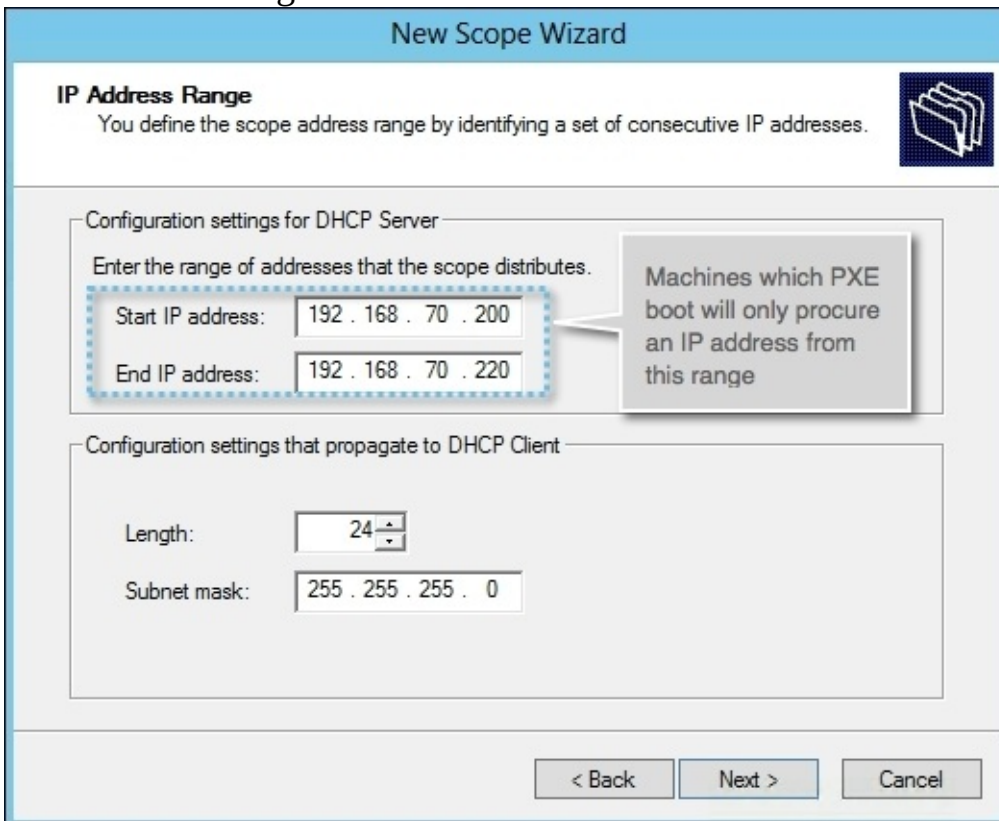 New Scope Wizard
IP Address Range
You define the scope address range by identifying a set of consecutive IP addresses.
Configuration settings for DHCP Server
Enter the range of addresses that the scope distributes.
Start IP address: 192 . 168 . 70 . 200
End IP address: 192 . 168 . 70 . 220
Machines which PXE
boot will only procure
an IP address from
this range
Configuration settings that propagate to DHCP Client
Length: 24
Subnet mask: 255 . 255 . 255 . 0
< Back Next > Cancel